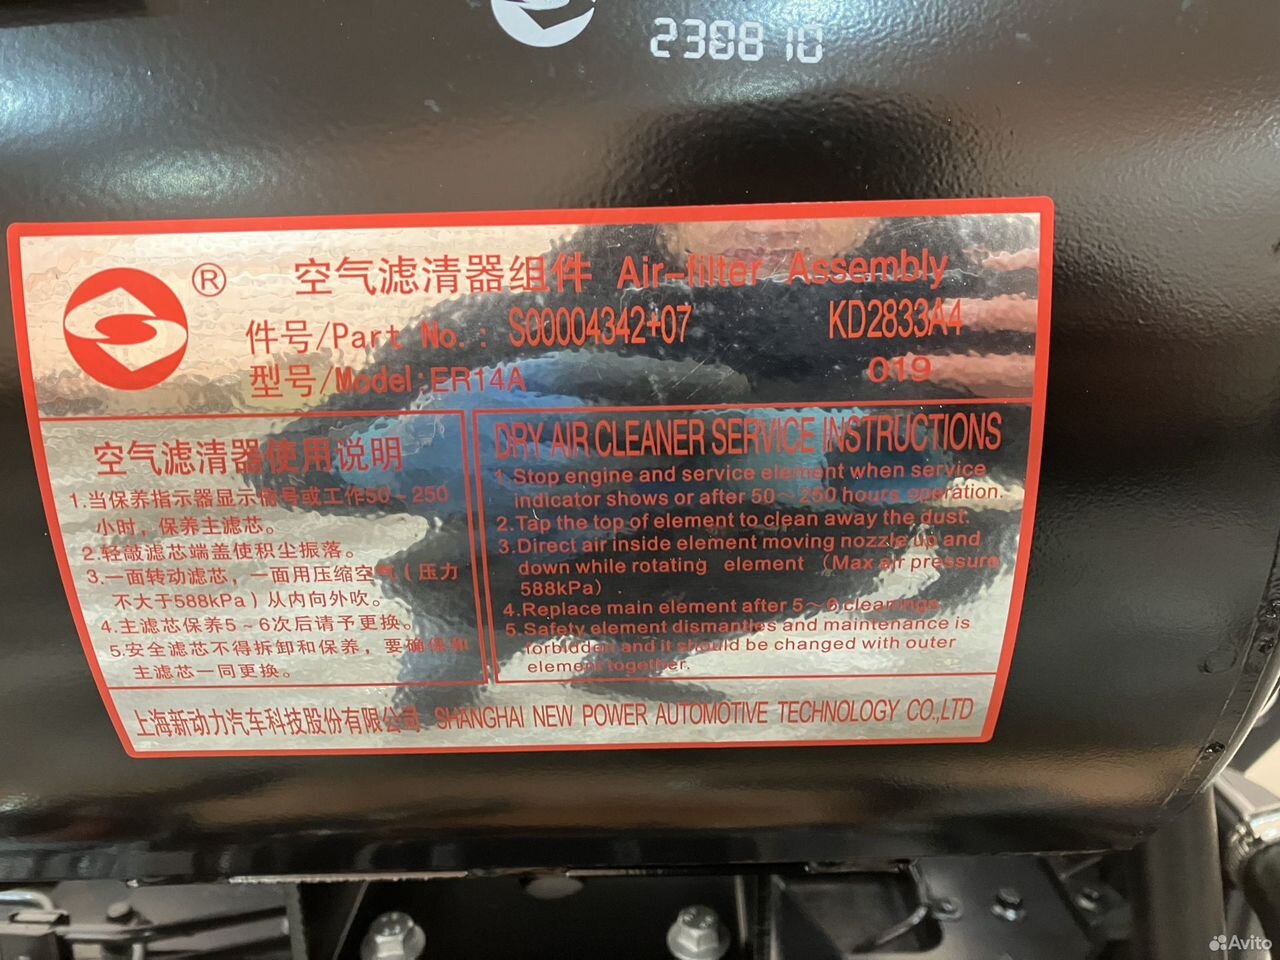 230810
® 空气滤清器组件 Air-filter Assembly
件号/Part No.: S00004342+07 KD2833A4
型号/Model:ER14A 019
空气滤清器使用说明
1.当保养指示器显示信号或工作50~250
小时，保养主滤芯。
2.轻敲滤芯端盖使积尘振落。
3.一面转动滤芯，一面用压缩空气（压力
不大于588kPa）从内向外吹。
4.主滤芯保养5~6次后请予更换。
5.安全滤芯不得拆卸和保养，要确保和
主滤芯一同更换。
DRY AIR CLEANER SERVICE INSTRUCTIONS
1.Stop engine and service element when service
indicator shows or after 50~250 hours operation.
2.Tap the top of element to clean away the dust.
3.Direct air inside element moving nozzle up and
down while rotating element （Max air pressure
588kPa）.
4.Replace main element after 5~6 cleanings
5.Safety element dismantles and maintenance is
forbidden and it should be changed with outer
element together.
上海新动力汽车科技股份有限公司 SHANGHAI NEW POWER AUTOMOTIVE TECHNOLOGY CO.,LTD
Avito